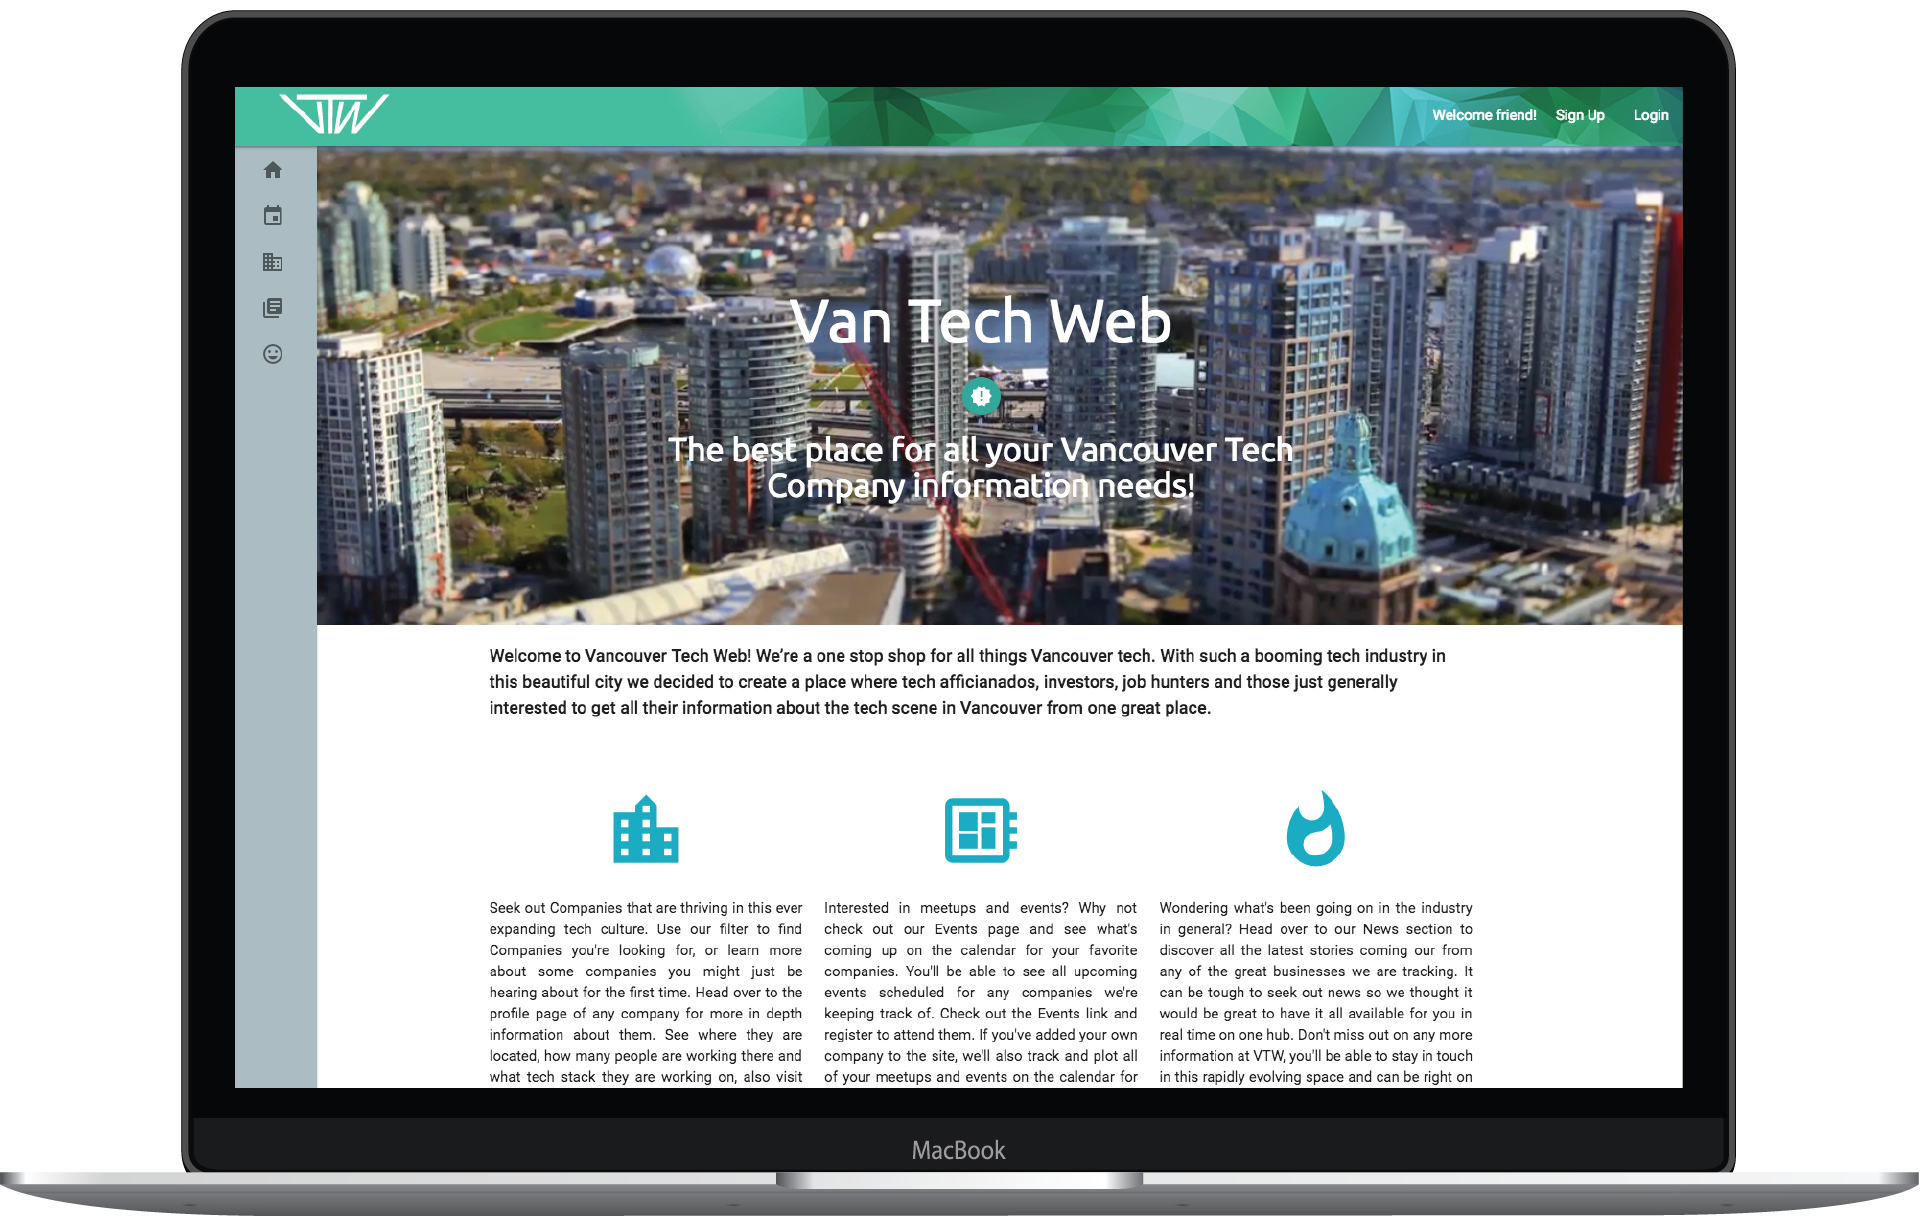 VTW
Welcome friend! Sign Up Login
Van Tech Web
The best place for all your Vancouver Tech
Company information needs!
Welcome to Vancouver Tech Web! We're a one stop shop for all things Vancouver tech. With such a booming tech industry in
this beautiful city we decided to create a place where tech afficianados, investors, job hunters and those just generally
interested to get all their information about the tech scene in Vancouver from one great place.
Seek out Companies that are thriving in this ever
expanding tech culture. Use our filter to find
Companies you're looking for, or learn more
about some companies you might just be
hearing about for the first time. Head over to the
profile page of any company for more in depth
information about them. See where they are
located, how many people are working there and
what tech stack they are working on, also visit
Interested in meetups and events? Why not
check out our Events page and see what's
coming up on the calendar for your favorite
companies. You'll be able to see all upcoming
events scheduled for any companies we're
keeping track of. Check out the Events link and
register to attend them. If you've added your own
company to the site, we'll also track and plot all
of your meetups and events on the calendar for
Wondering what's been going on in the industry
in general? Head over to our News section to
discover all the latest stories coming our from
any of the great businesses we are tracking. It
can be tough to seek out news so we thought it
would be great to have it all available for you in
real time on one hub. Don't miss out on any more
information at VTW, you'll be able to stay in touch
in this rapidly evolving space and can be right on
MacBook